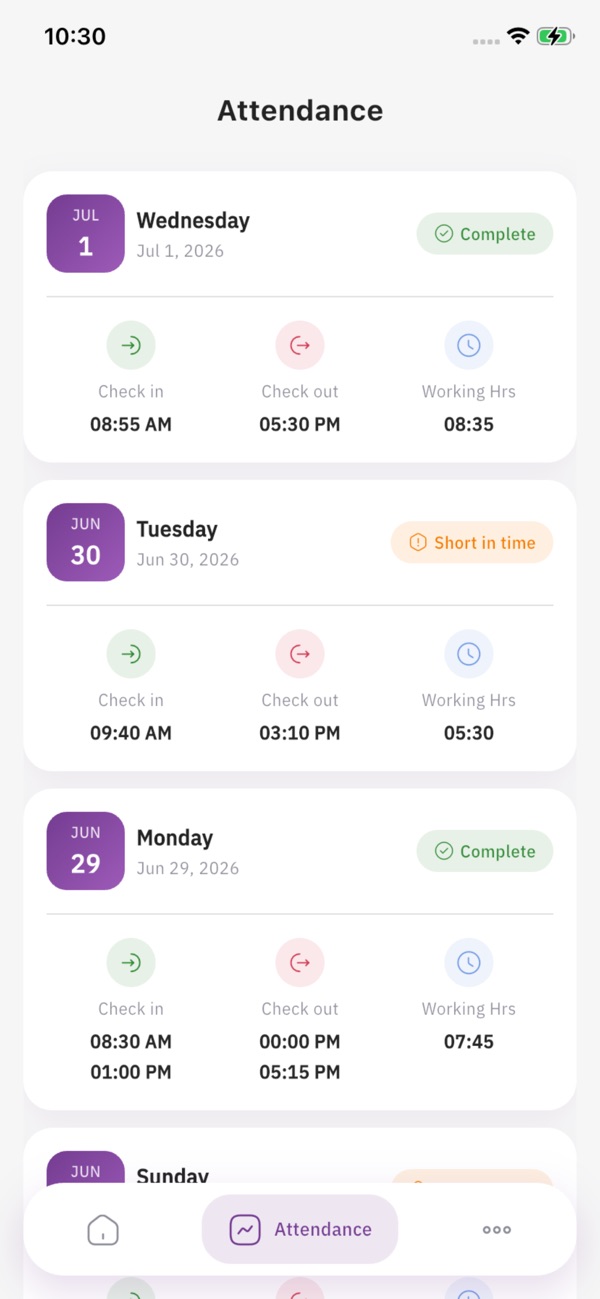 10:30
Attendance
JUL
1
Wednesday
Jul 1, 2026
Complete
Check in
Check out
Working Hrs
08:55 AM
05:30 PM
08:35
JUN
30
Tuesday
Jun 30, 2026
Short in time
Check in
Check out
Working Hrs
09:40 AM
03:10 PM
05:30
JUN
29
Monday
Jun 29, 2026
Complete
Check in
Check out
Working Hrs
08:30 AM
00:00 PM
07:45
01:00 PM
05:15 PM
JUN
Sunday
Attendance